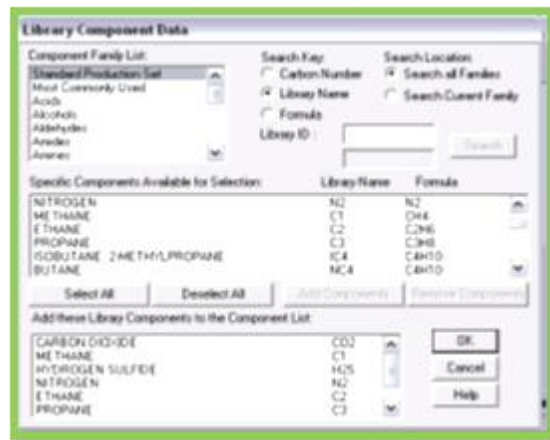 Library Component Data
Component Family List:
Search Key:
Search Location:
Standard Production Set
Carbon Number
Search all Families
Most Commonly Used
Library Name
Search Current Family
Acids
Alcohols
Formula
Aldehydes
Library ID :
Amides
Search
Amines
Specific Components Available for Selection:
Library Name
Formula
NITROGEN N2 N2
METHANE C1 CH4
ETHANE C2 C2H6
PROPANE C3 C3H8
ISOBUTANE 2-METHYLPROPANE IC4 C4H10
BUTANE NC4 C4H10
Select All
Deselect All
Add Components
Remove Components
Add these Library Components to the Component List:
CARBON DIOXIDE CO2
METHANE C1
HYDROGEN SULFIDE H2S
NITROGEN N2
ETHANE C2
PROPANE C3
OK
Cancel
Help